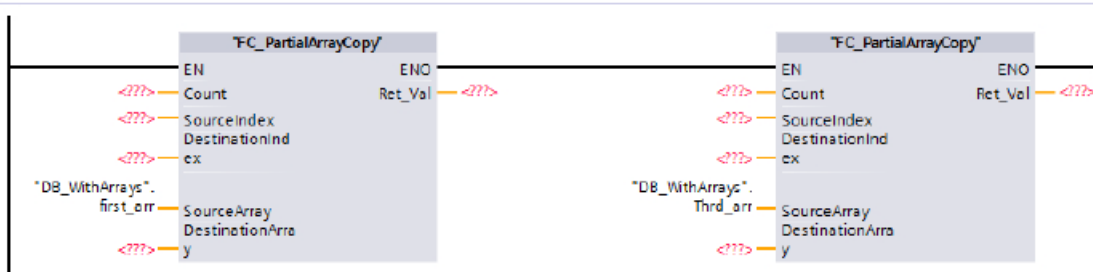 "FC_PartialArrayCopy"
EN ENO
<???> Count Ret_Val <???>
<???> SourceIndex
DestinationInd
<???> ex
"DB_WithArrays".
first_arr SourceArray
DestinationArra
<???> y
"FC_PartialArrayCopy"
EN ENO
<???> Count Ret_Val <???>
<???> SourceIndex
DestinationInd
<???> ex
"DB_WithArrays".
Thrd_arr SourceArray
DestinationArra
<???> y